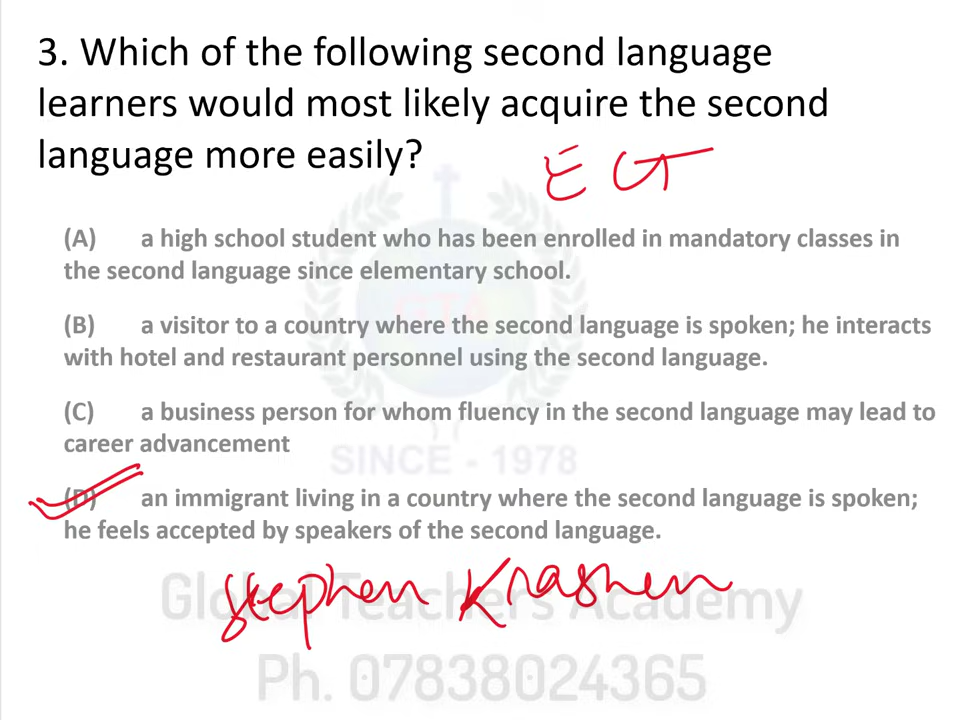 3. Which of the following second language
learners would most likely acquire the second
language more easily?
E G
(A) a high school student who has been enrolled in mandatory classes in
the second language since elementary school.
(B) a visitor to a country where the second language is spoken; he interacts
with hotel and restaurant personnel using the second language.
GTA
(C) a business person for whom fluency in the second language may lead to
career advancement
SINCE - 1978
(D) an immigrant living in a country where the second language is spoken;
he feels accepted by speakers of the second language.
Stephen Krashen
Global Teacher's Academy
Ph. 07838024365